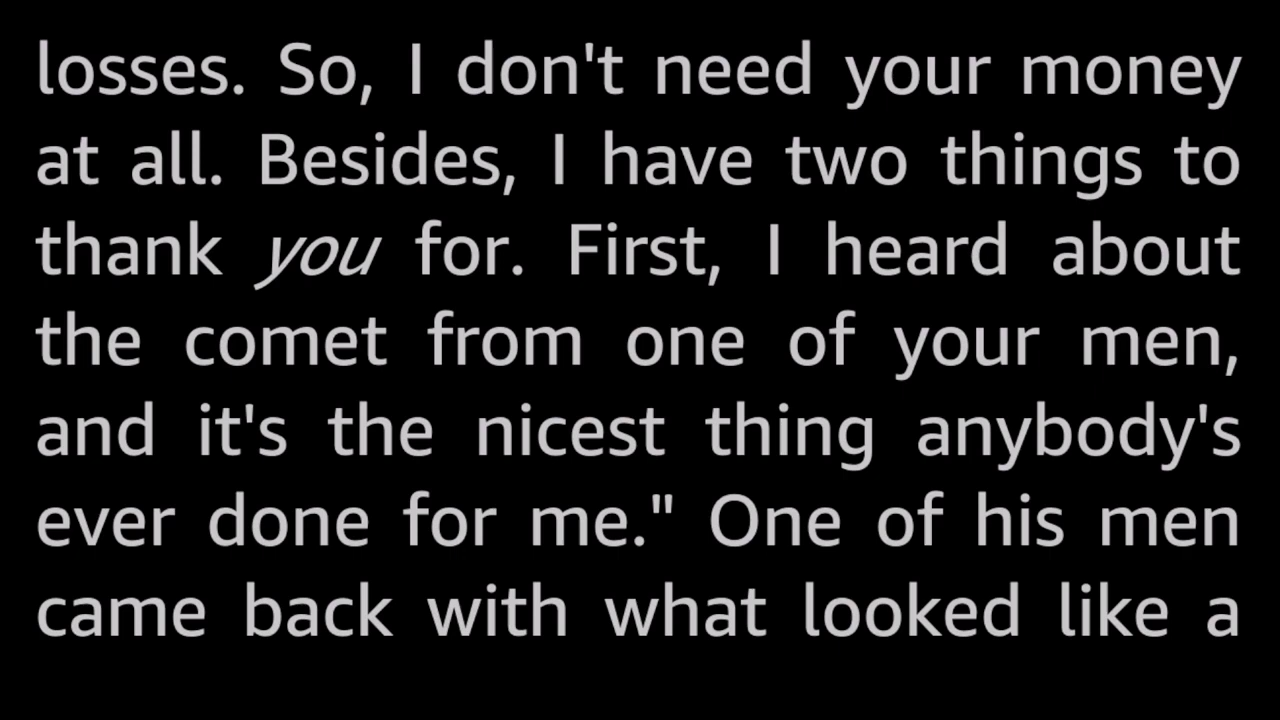 losses. So, I don't need your money
at all. Besides, I have two things to
thank you for. First, I heard about
the comet from one of your men,
and it's the nicest thing anybody's
ever done for me." One of his men
came back with what looked like a